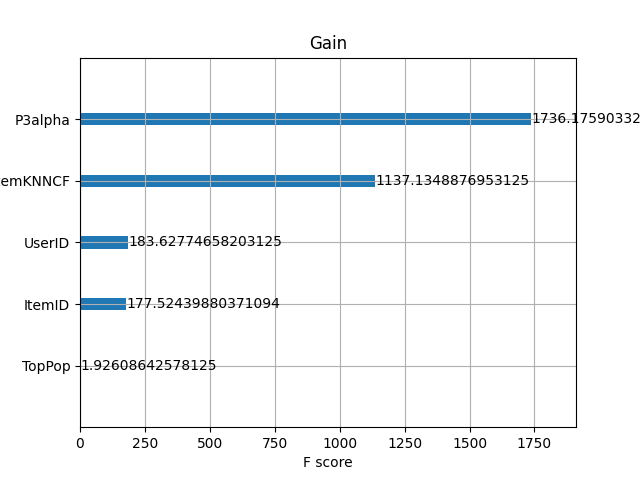 Gain
P3alpha
1736.17590332
emKNNCF
1137.1348876953125
UserID
183.62774658203125
ItemID
177.52439880371094
TopPop
1.92608642578125
0 250 500 750 1000 1250 1500 1750
F score